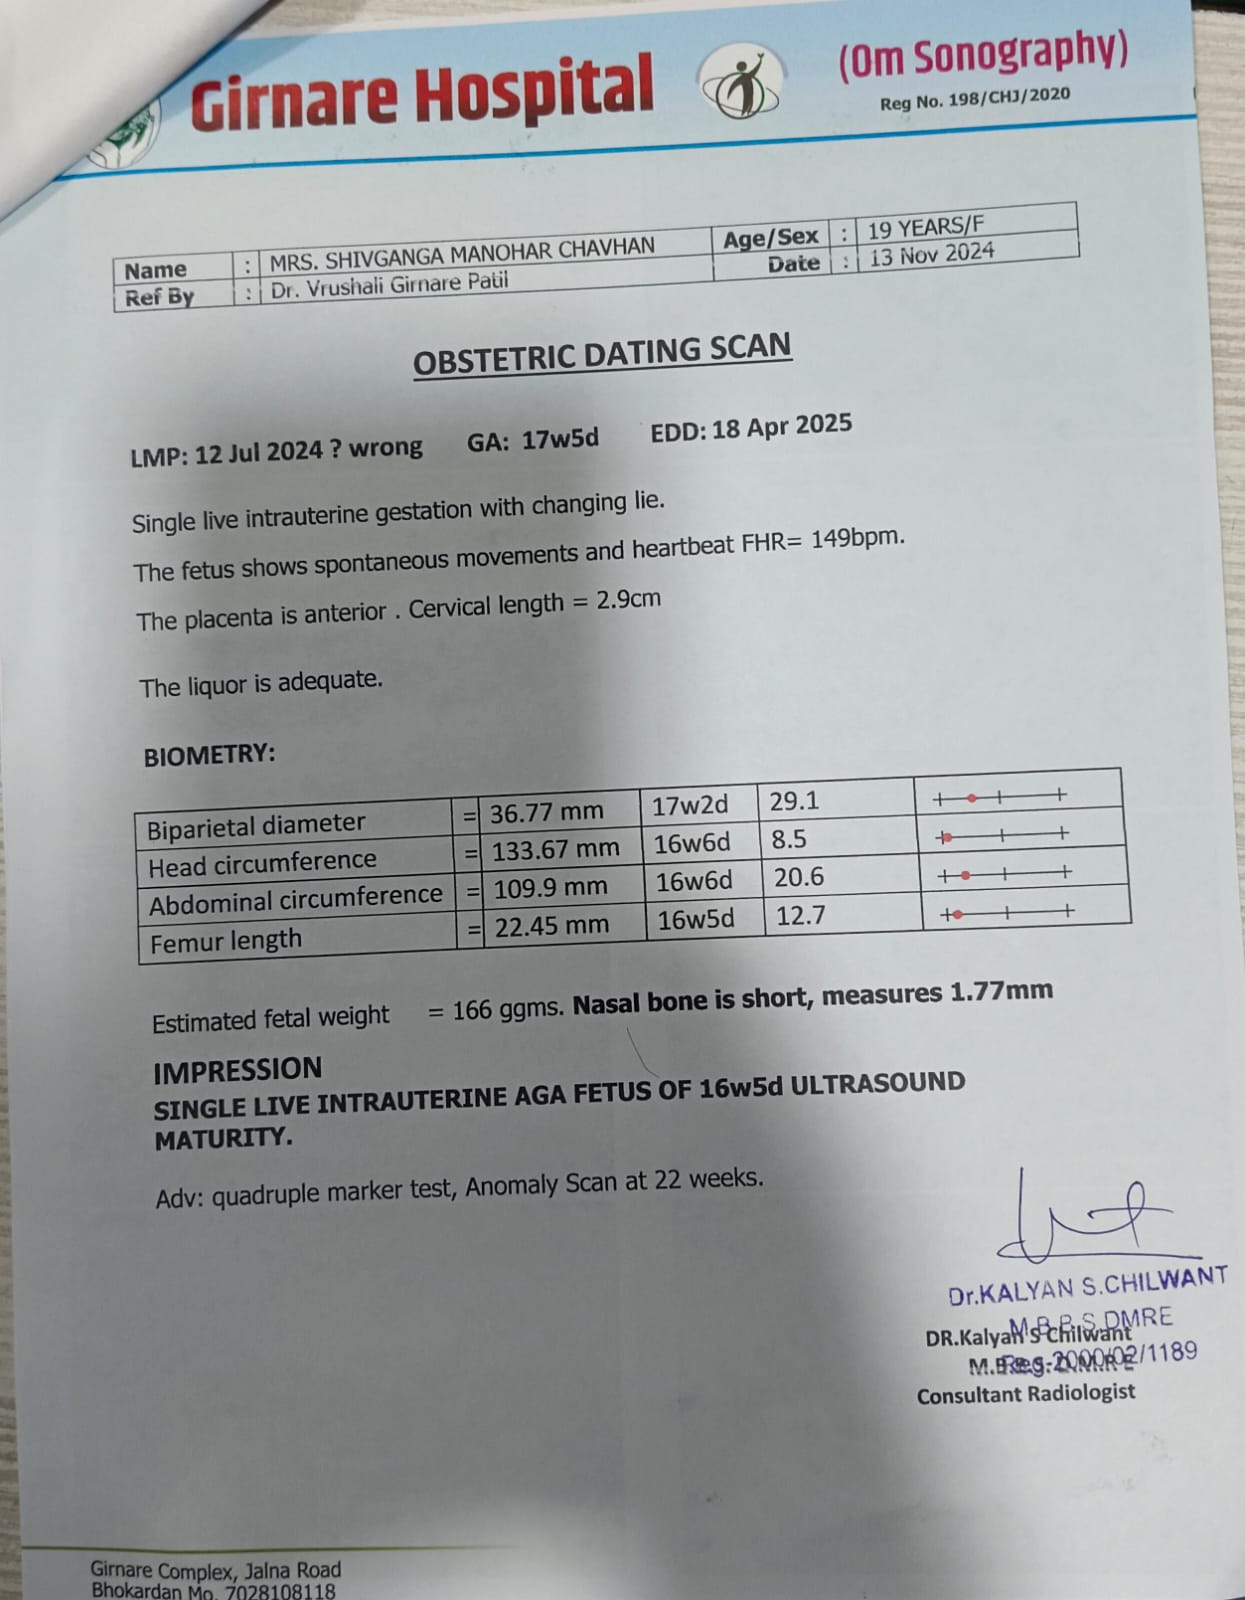 Girnare Hospital
(Om Sonography)
Reg No. 198/CHJ/2020
Name : MRS. SHIVGANGA MANOHAR CHAVHAN Age/Sex : 19 YEARS/F
Ref By : Dr. Vrushali Girnare Patil Date : 13 Nov 2024
OBSTETRIC DATING SCAN
LMP: 12 Jul 2024 ? wrong GA: 17w5d EDD: 18 Apr 2025
Single live intrauterine gestation with changing lie.
The fetus shows spontaneous movements and heartbeat FHR= 149bpm.
The placenta is anterior . Cervical length = 2.9cm
The liquor is adequate.
BIOMETRY:
Biparietal diameter = 36.77 mm 17w2d 29.1
Head circumference = 133.67 mm 16w6d 8.5
Abdominal circumference = 109.9 mm 16w6d 20.6
Femur length = 22.45 mm 16w5d 12.7
Estimated fetal weight = 166 ggms. Nasal bone is short, measures 1.77mm
IMPRESSION
SINGLE LIVE INTRAUTERINE AGA FETUS OF 16w5d ULTRASOUND
MATURITY.
Adv: quadruple marker test, Anomaly Scan at 22 weeks.
Dr.KALYAN S.CHILWANT
M.B.B.S.DMRE
DR.Kalyan S Chilwant
Reg-2000/02/1189
Consultant Radiologist
Girnare Complex, Jalna Road
Bhokardan Mo. 7028108118